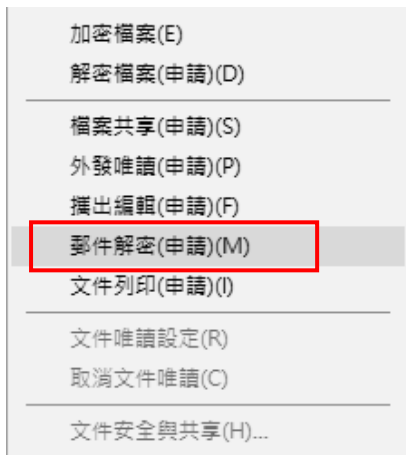 加密檔案(E)
解密檔案(申請)(D)
檔案共享(申請)(S)
外發唯讀(申請)(P)
攜出編輯(申請)(F)
郵件解密(申請)(M)
文件列印(申請)(I)
文件唯讀設定(R)
取消文件唯讀(C)
文件安全與共享(H)...